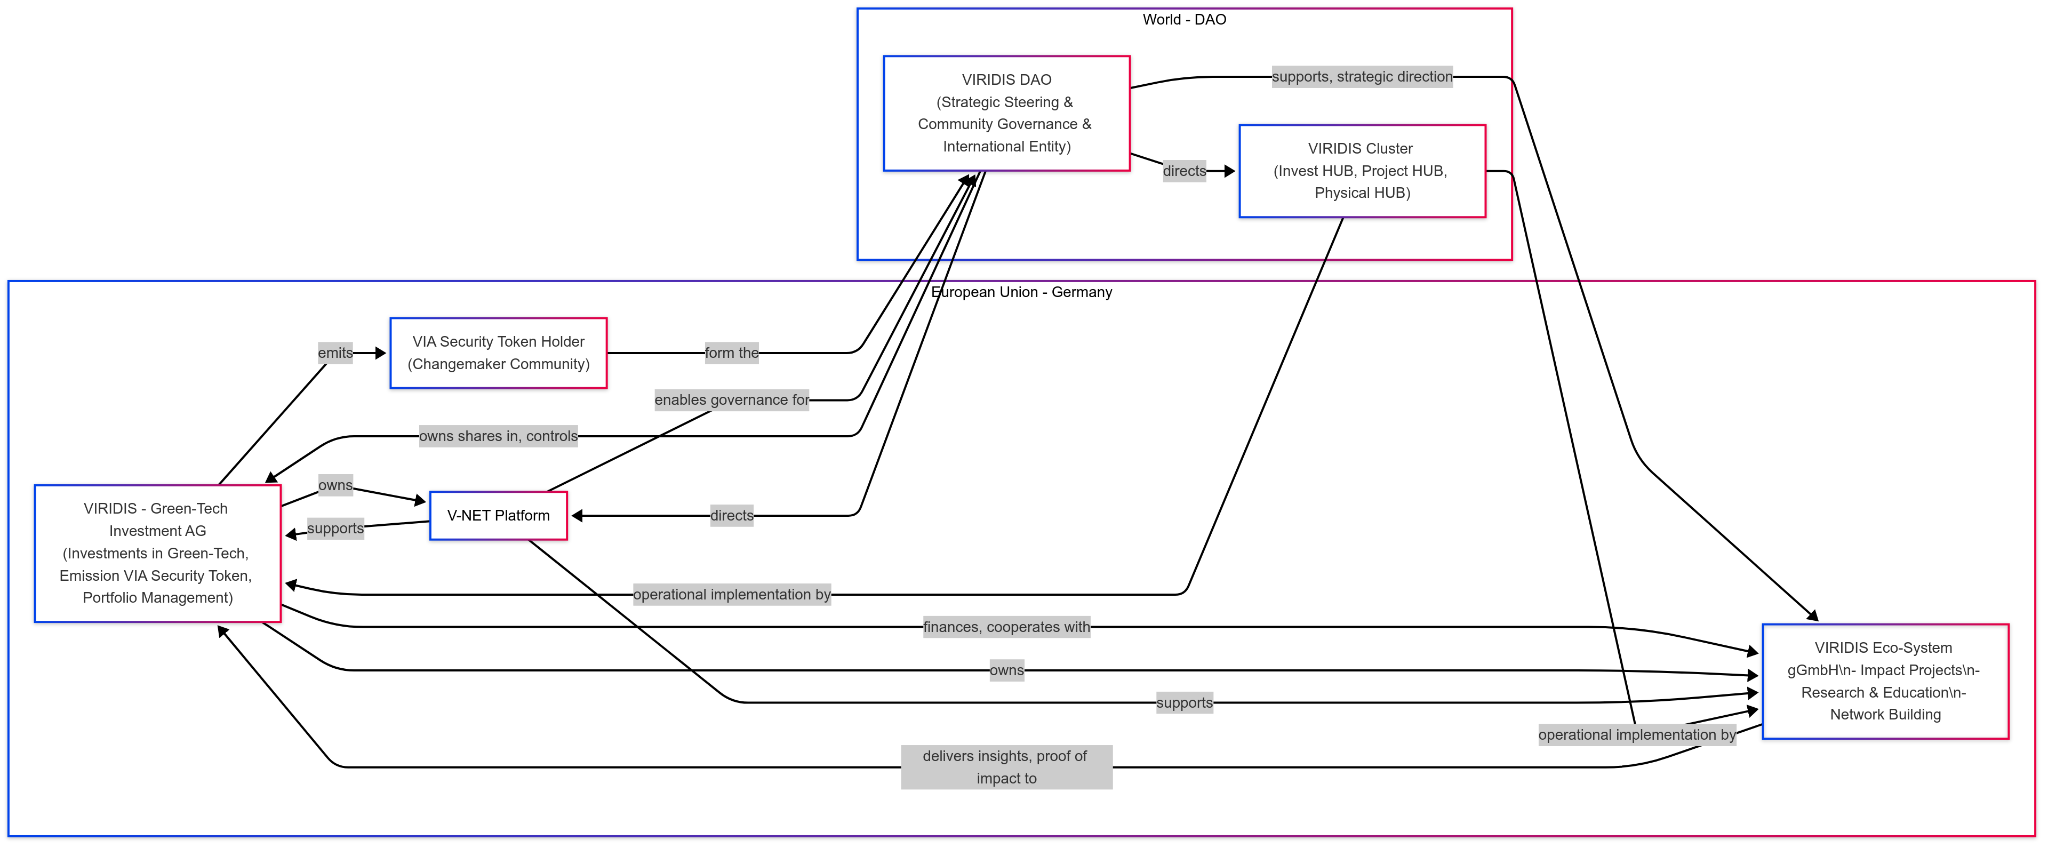 World - DAO
VIRIDIS DAO
(Strategic Steering &
Community Governance &
International Entity)
supports, strategic direction
VIRIDIS Cluster
(Invest HUB, Project HUB,
Physical HUB)
directs
European Union - Germany
VIA Security Token Holder
(Changemaker Community)
emits
form the
enables governance for
owns shares in, controls
owns
VIRIDIS - Green-Tech
Investment AG
(Investments in Green-Tech,
Emission VIA Security Token,
Portfolio Management)
V-NET Platform
directs
supports
operational implementation by
finances, cooperates with
VIRIDIS Eco-System
gGmbH\n- Impact Projects\n-
Research & Education\n-
Network Building
owns
supports
operational implementation by
delivers insights, proof of
impact to